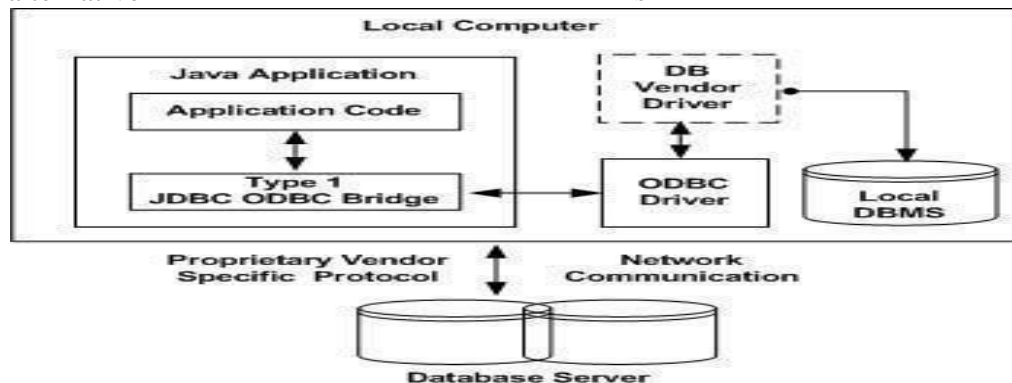 Local Computer
Java Application
Application Code
Type 1
JDBC ODBC Bridge
DB
Vendor
Driver
ODBC
Driver
Local
DBMS
Proprietary Vendor
Specific Protocol
Network
Communication
Database Server